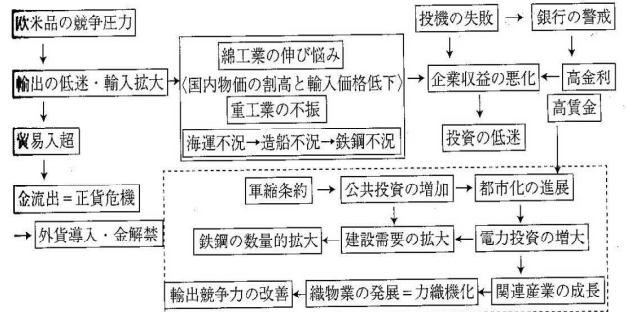 欧米品の競争圧力
輸出の低迷・輸入拡大
貿易入超
金流出＝正貨危機
外貨導入・金解禁
綿工業の伸び悩み
〈国内物価の割高と輸入価格低下〉
重工業の不振
海運不況→造船不況→鉄鋼不況
投機の失敗→銀行の警戒
企業収益の悪化←高金利
高賃金
投資の低迷
軍縮条約→公共投資の増加→都市化の進展
鉄鋼の数量的拡大←建設需要の拡大←電力投資の増大
輸出競争力の改善←織物業の発展＝力織機化←関連産業の成長